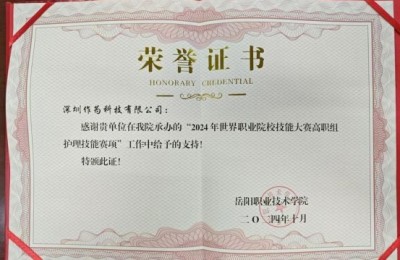 荣誉证书
HONORARY CREDENTIAL
深圳作为科技有限公司：
感谢贵单位在我院承办的“2024年世界职业院校技能大赛高职组
护理技能赛项”工作中给予的支持!
特颁此证!
岳阳职业技术学院
二〇二四年十月